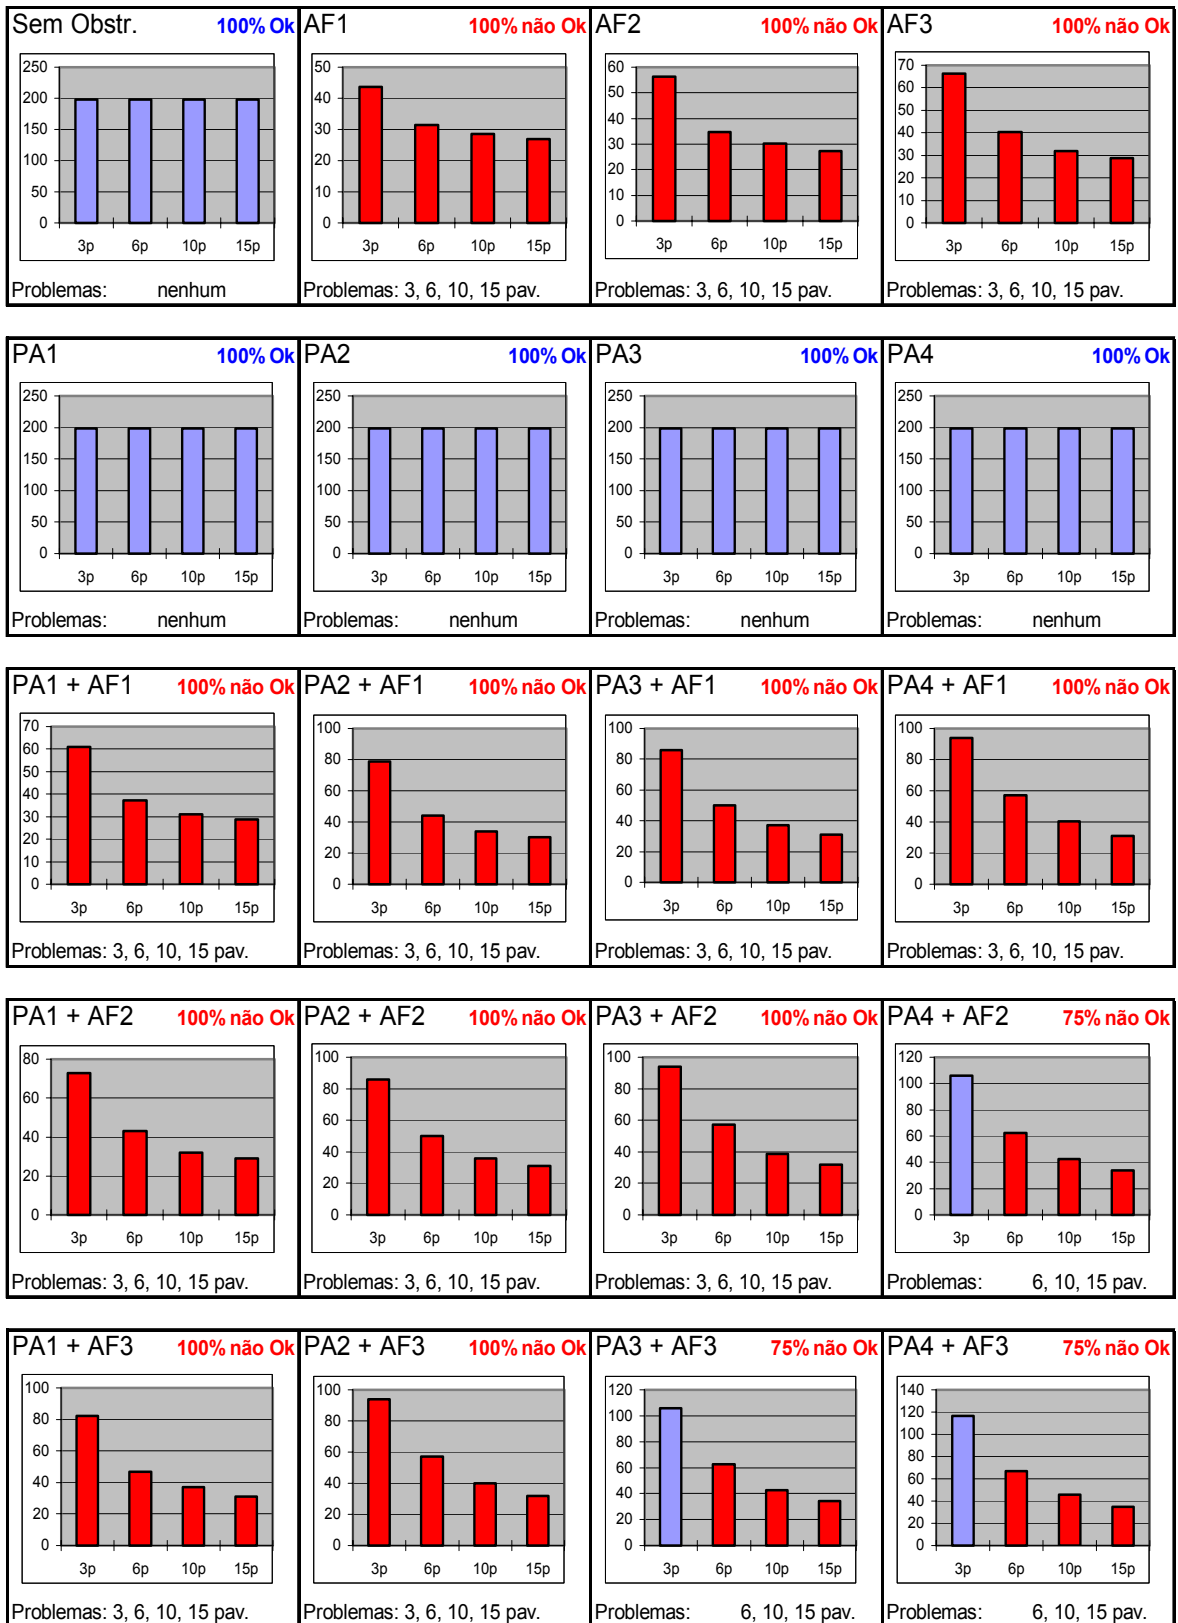 Sem Obstr. 100% Ok
250
200
150
100
50
0
3p 6p 10p 15p
Problemas: nenhum
AF1 100% não Ok
50
40
30
20
10
0
3p 6p 10p 15p
Problemas: 3, 6, 10, 15 pav.
AF2 100% não Ok
60
50
40
30
20
10
0
3p 6p 10p 15p
Problemas: 3, 6, 10, 15 pav.
AF3 100% não Ok
70
60
50
40
30
20
10
0
3p 6p 10p 15p
Problemas: 3, 6, 10, 15 pav.
PA1 100% Ok
250
200
150
100
50
0
3p 6p 10p 15p
Problemas: nenhum
PA2 100% Ok
250
200
150
100
50
0
3p 6p 10p 15p
Problemas: nenhum
PA3 100% Ok
250
200
150
100
50
0
3p 6p 10p 15p
Problemas: nenhum
PA4 100% Ok
250
200
150
100
50
0
3p 6p 10p 15p
Problemas: nenhum
PA1 + AF1 100% não Ok
70
60
50
40
30
20
10
0
3p 6p 10p 15p
Problemas: 3, 6, 10, 15 pav.
PA2 + AF1 100% não Ok
100
80
60
40
20
0
3p 6p 10p 15p
Problemas: 3, 6, 10, 15 pav.
PA3 + AF1 100% não Ok
100
80
60
40
20
0
3p 6p 10p 15p
Problemas: 3, 6, 10, 15 pav.
PA4 + AF1 100% não Ok
100
80
60
40
20
0
3p 6p 10p 15p
Problemas: 3, 6, 10, 15 pav.
PA1 + AF2 100% não Ok
80
60
40
20
0
3p 6p 10p 15p
Problemas: 3, 6, 10, 15 pav.
PA2 + AF2 100% não Ok
100
80
60
40
20
0
3p 6p 10p 15p
Problemas: 3, 6, 10, 15 pav.
PA3 + AF2 100% não Ok
100
80
60
40
20
0
3p 6p 10p 15p
Problemas: 3, 6, 10, 15 pav.
PA4 + AF2 75% não Ok
120
100
80
60
40
20
0
3p 6p 10p 15p
Problemas: 6, 10, 15 pav.
PA1 + AF3 100% não Ok
100
80
60
40
20
0
3p 6p 10p 15p
Problemas: 3, 6, 10, 15 pav.
PA2 + AF3 100% não Ok
100
80
60
40
20
0
3p 6p 10p 15p
Problemas: 3, 6, 10, 15 pav.
PA3 + AF3 75% não Ok
120
100
80
60
40
20
0
3p 6p 10p 15p
Problemas: 6, 10, 15 pav.
PA4 + AF3 75% não Ok
140
120
100
80
60
40
20
0
3p 6p 10p 15p
Problemas: 6, 10, 15 pav.